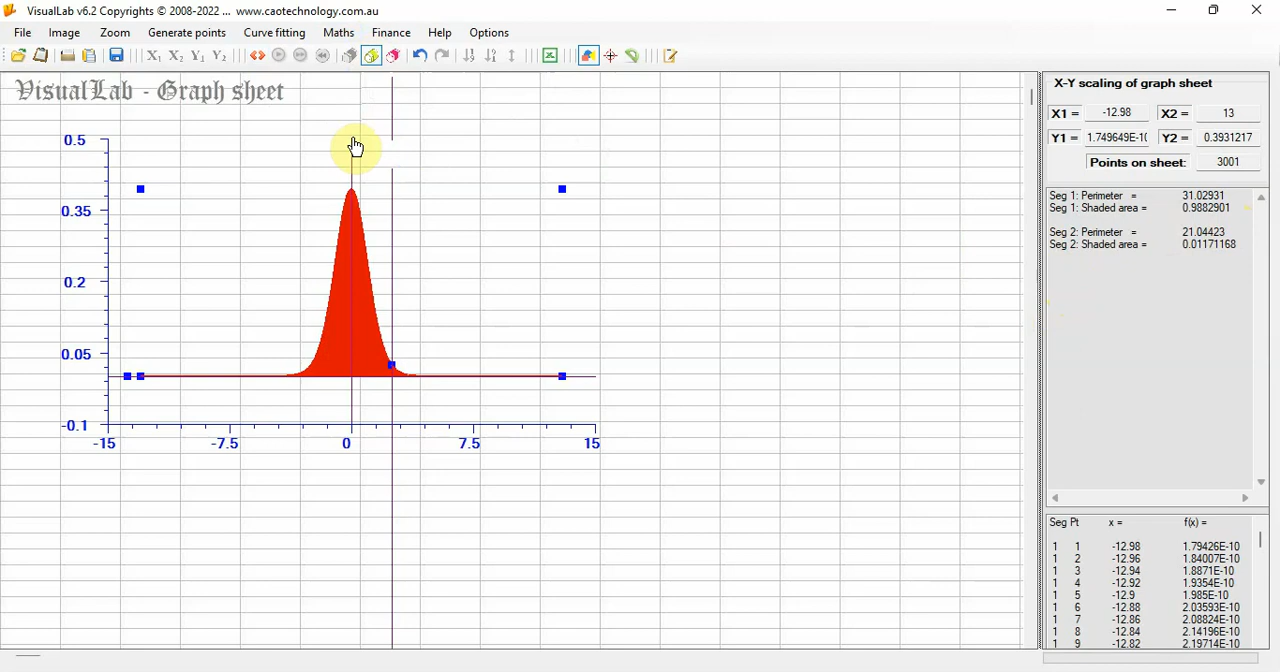 VisualLab v6.2 Copyrights © 2008-2022 ... www.caotechnology.com.au
File Image Zoom Generate points Curve fitting Maths Finance Help Options
X1 X2 Y1 Y2
VisualLab - Graph sheet
0.5
0.35
0.2
0.05
-0.1
-15 -7.5 0 7.5 15
X-Y scaling of graph sheet
X1 = -12.98 X2 = 13
Y1 = 1.749649E-1( Y2 = 0.3931217
Points on sheet: 3001
Seg 1: Perimeter = 31.02931
Seg 1: Shaded area = 0.9882901
Seg 2: Perimeter = 21.04423
Seg 2: Shaded area = 0.01171168
Seg Pt x = f(x) =
1 1 -12.98 1.79426E-10
1 2 -12.96 1.84007E-10
1 3 -12.94 1.8871E-10
1 4 -12.92 1.9354E-10
1 5 -12.9 1.985E-10
1 6 -12.88 2.03593E-10
1 7 -12.86 2.08824E-10
1 8 -12.84 2.14196E-10
1 9 -12.82 2.19714E-10